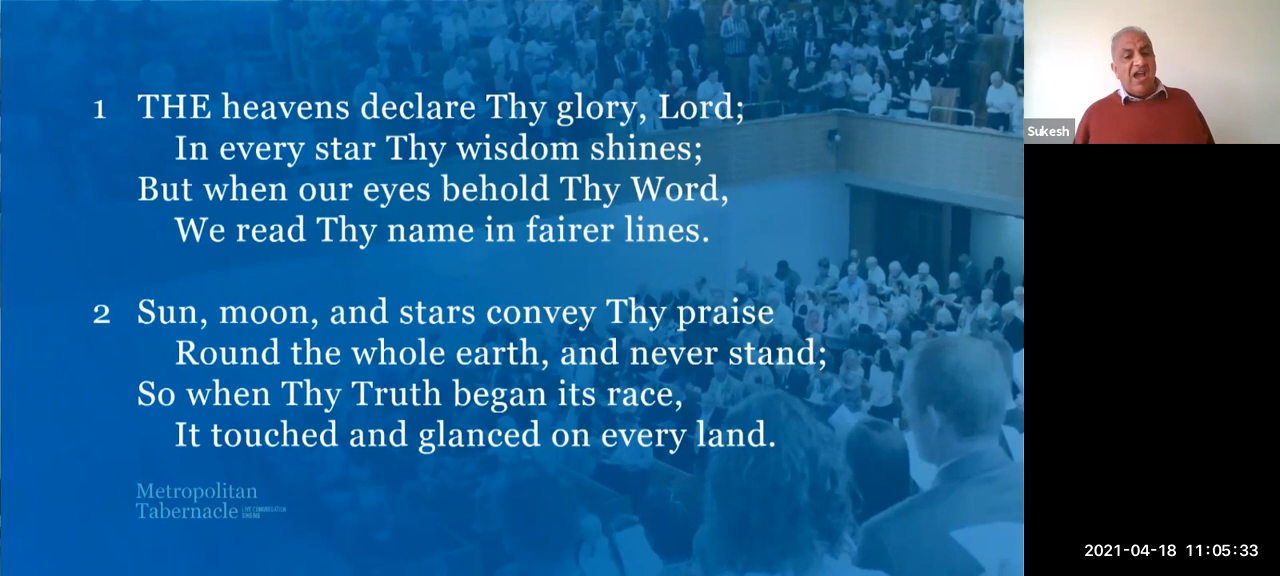 1 THE heavens declare Thy glory, Lord;
In every star Thy wisdom shines;
But when our eyes behold Thy Word,
We read Thy name in fairer lines.
2 Sun, moon, and stars convey Thy praise
Round the whole earth, and never stand;
So when Thy Truth began its race,
It touched and glanced on every land.
Metropolitan
Tabernacle LIVE CONGREGATION
SINGING
Sukesh
2021-04-18 11:05:33